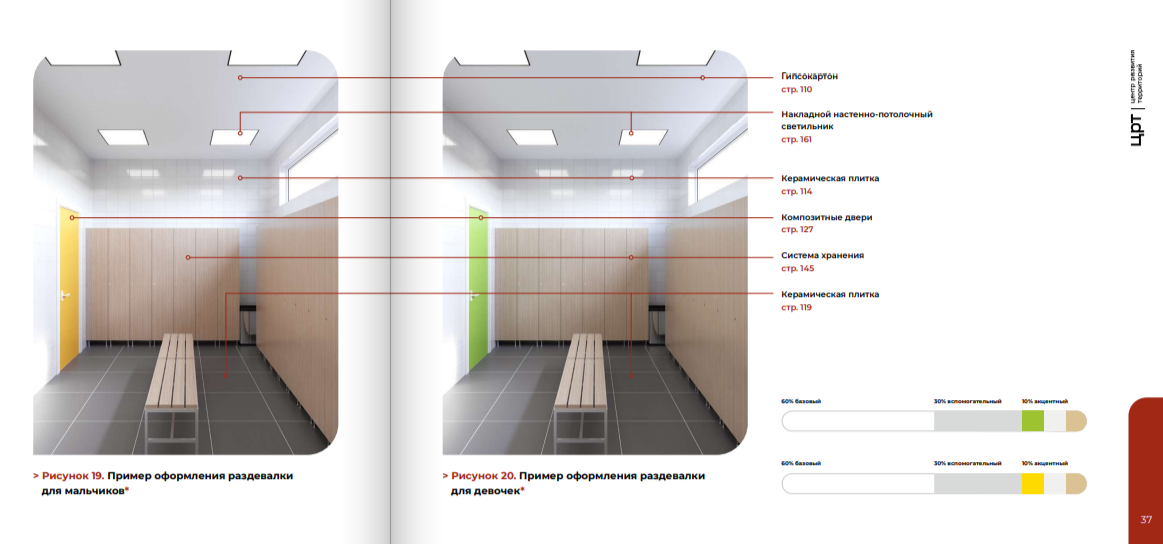 Гипсокартон
стр. 110
Накладной настенно-потолочный
светильник
стр. 161
Керамическая плитка
стр. 114
Композитные двери
стр. 127
Система хранения
стр. 145
Керамическая плитка
стр. 119
60% базовый
30% вспомогательный
10% акцентный
60% базовый
30% вспомогательный
10% акцентный
> Рисунок 19. Пример оформления раздевалки
для мальчиков*
> Рисунок 20. Пример оформления раздевалки
для девочек*
црт
центр развития
территорий
37